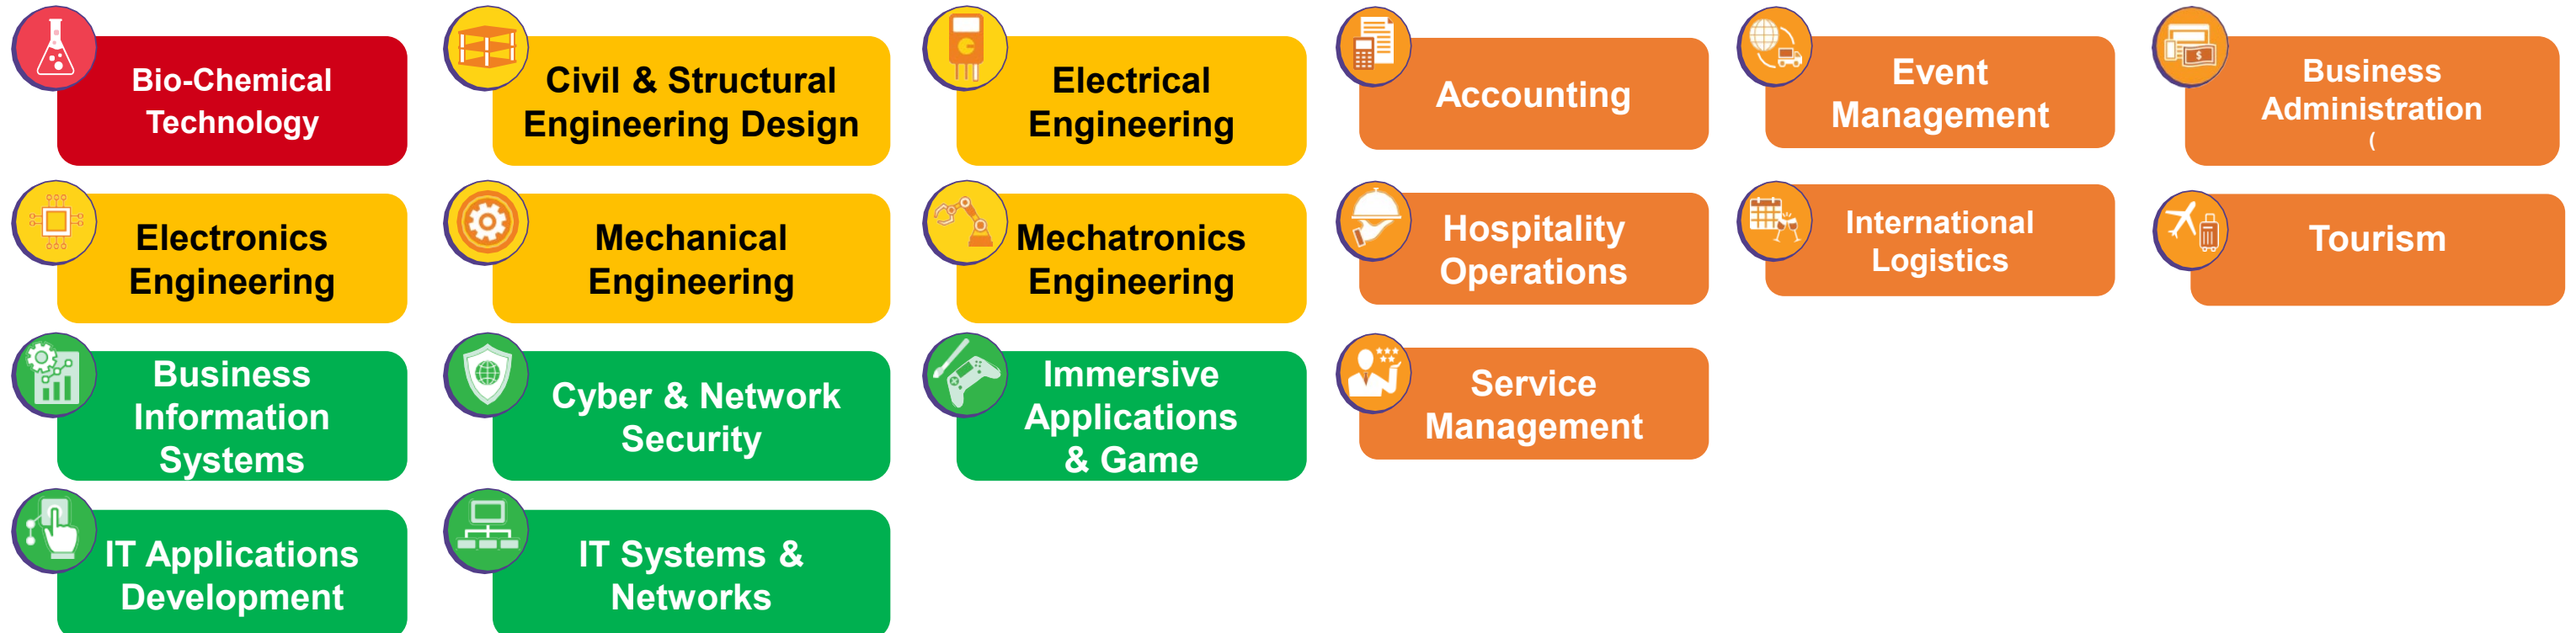 Bio-Chemical
Technology
Civil & Structural
Engineering Design
Electrical
Engineering
Accounting
Event
Management
Business
Administration
(
Electronics
Engineering
Mechanical
Engineering
Mechatronics
Engineering
Hospitality
Operations
International
Logistics
Tourism
Business
Information
Systems
Cyber & Network
Security
Immersive
Applications
& Game
Service
Management
IT Applications
Development
IT Systems &
Networks